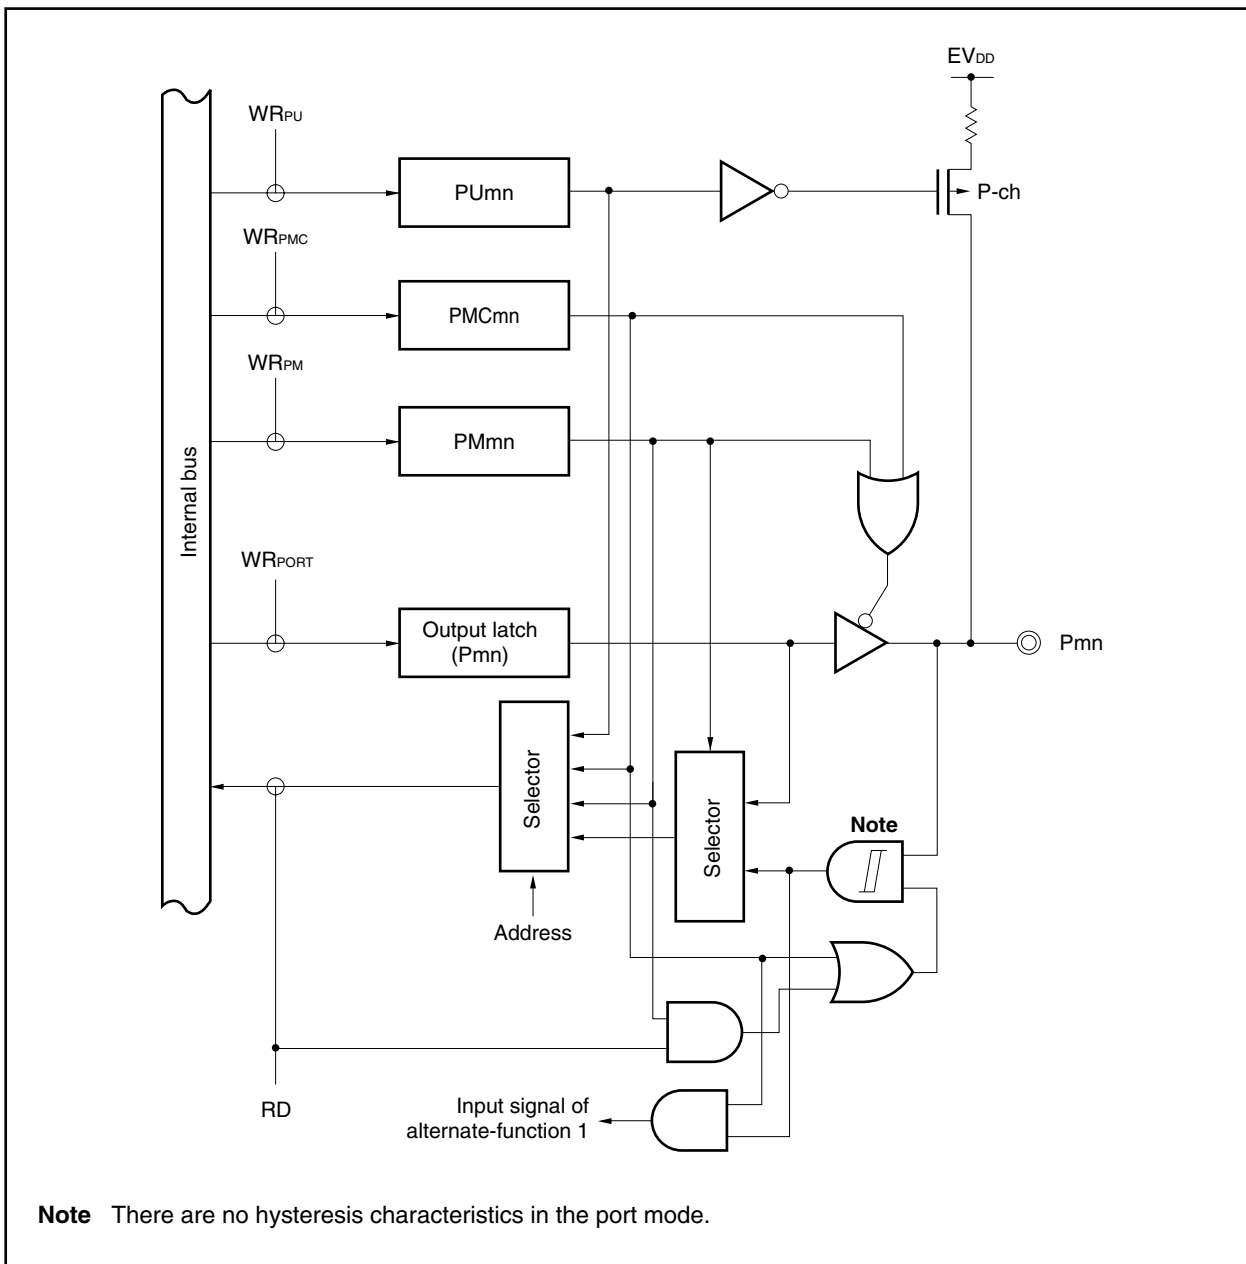 EVDD
WRPU
PUmn
P-ch
WRPMC
PMCmn
WRPM
PMmn
Internal bus
WRPORT
Output latch
(Pmn)
Pmn
Selector
Selector
Note
Address
RD
Input signal of
alternate-function 1
Note There are no hysteresis characteristics in the port mode.